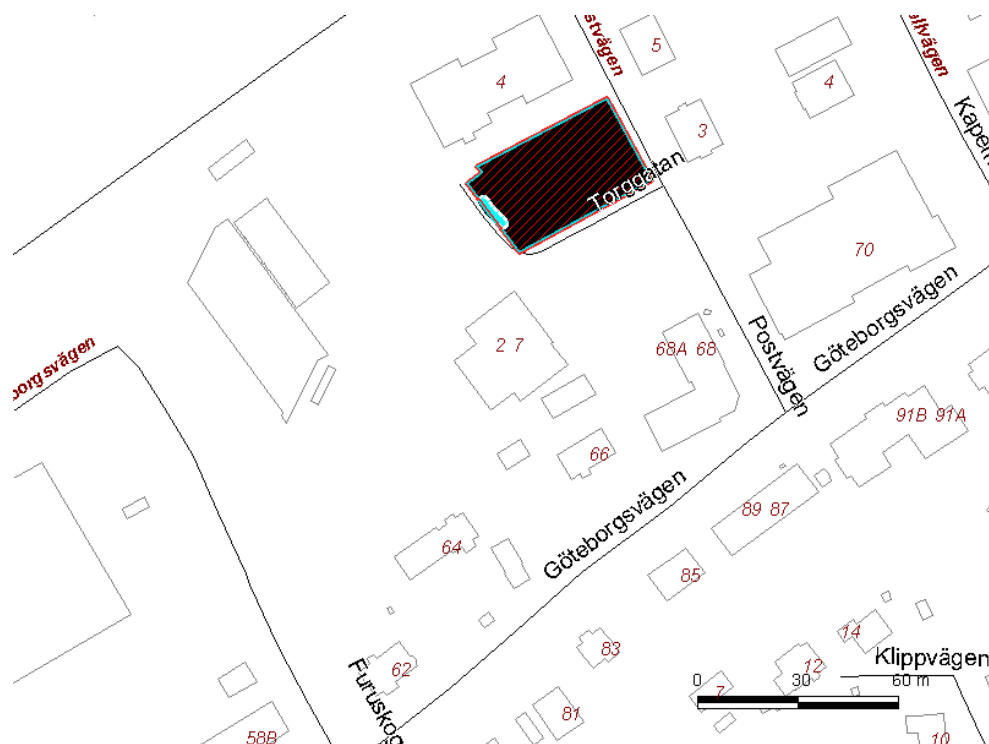 stvägen
5
4
4
3
Torggatan
Kapell
70
Göteborgsvägen
2 7
68A 68
Postvägen
borgsvägen
91B 91A
66
89 87
Göteborgsvägen
64
85
14
83
Klippvägen
62
12
0 30 60 m
7
Furuskog
81
58B
10